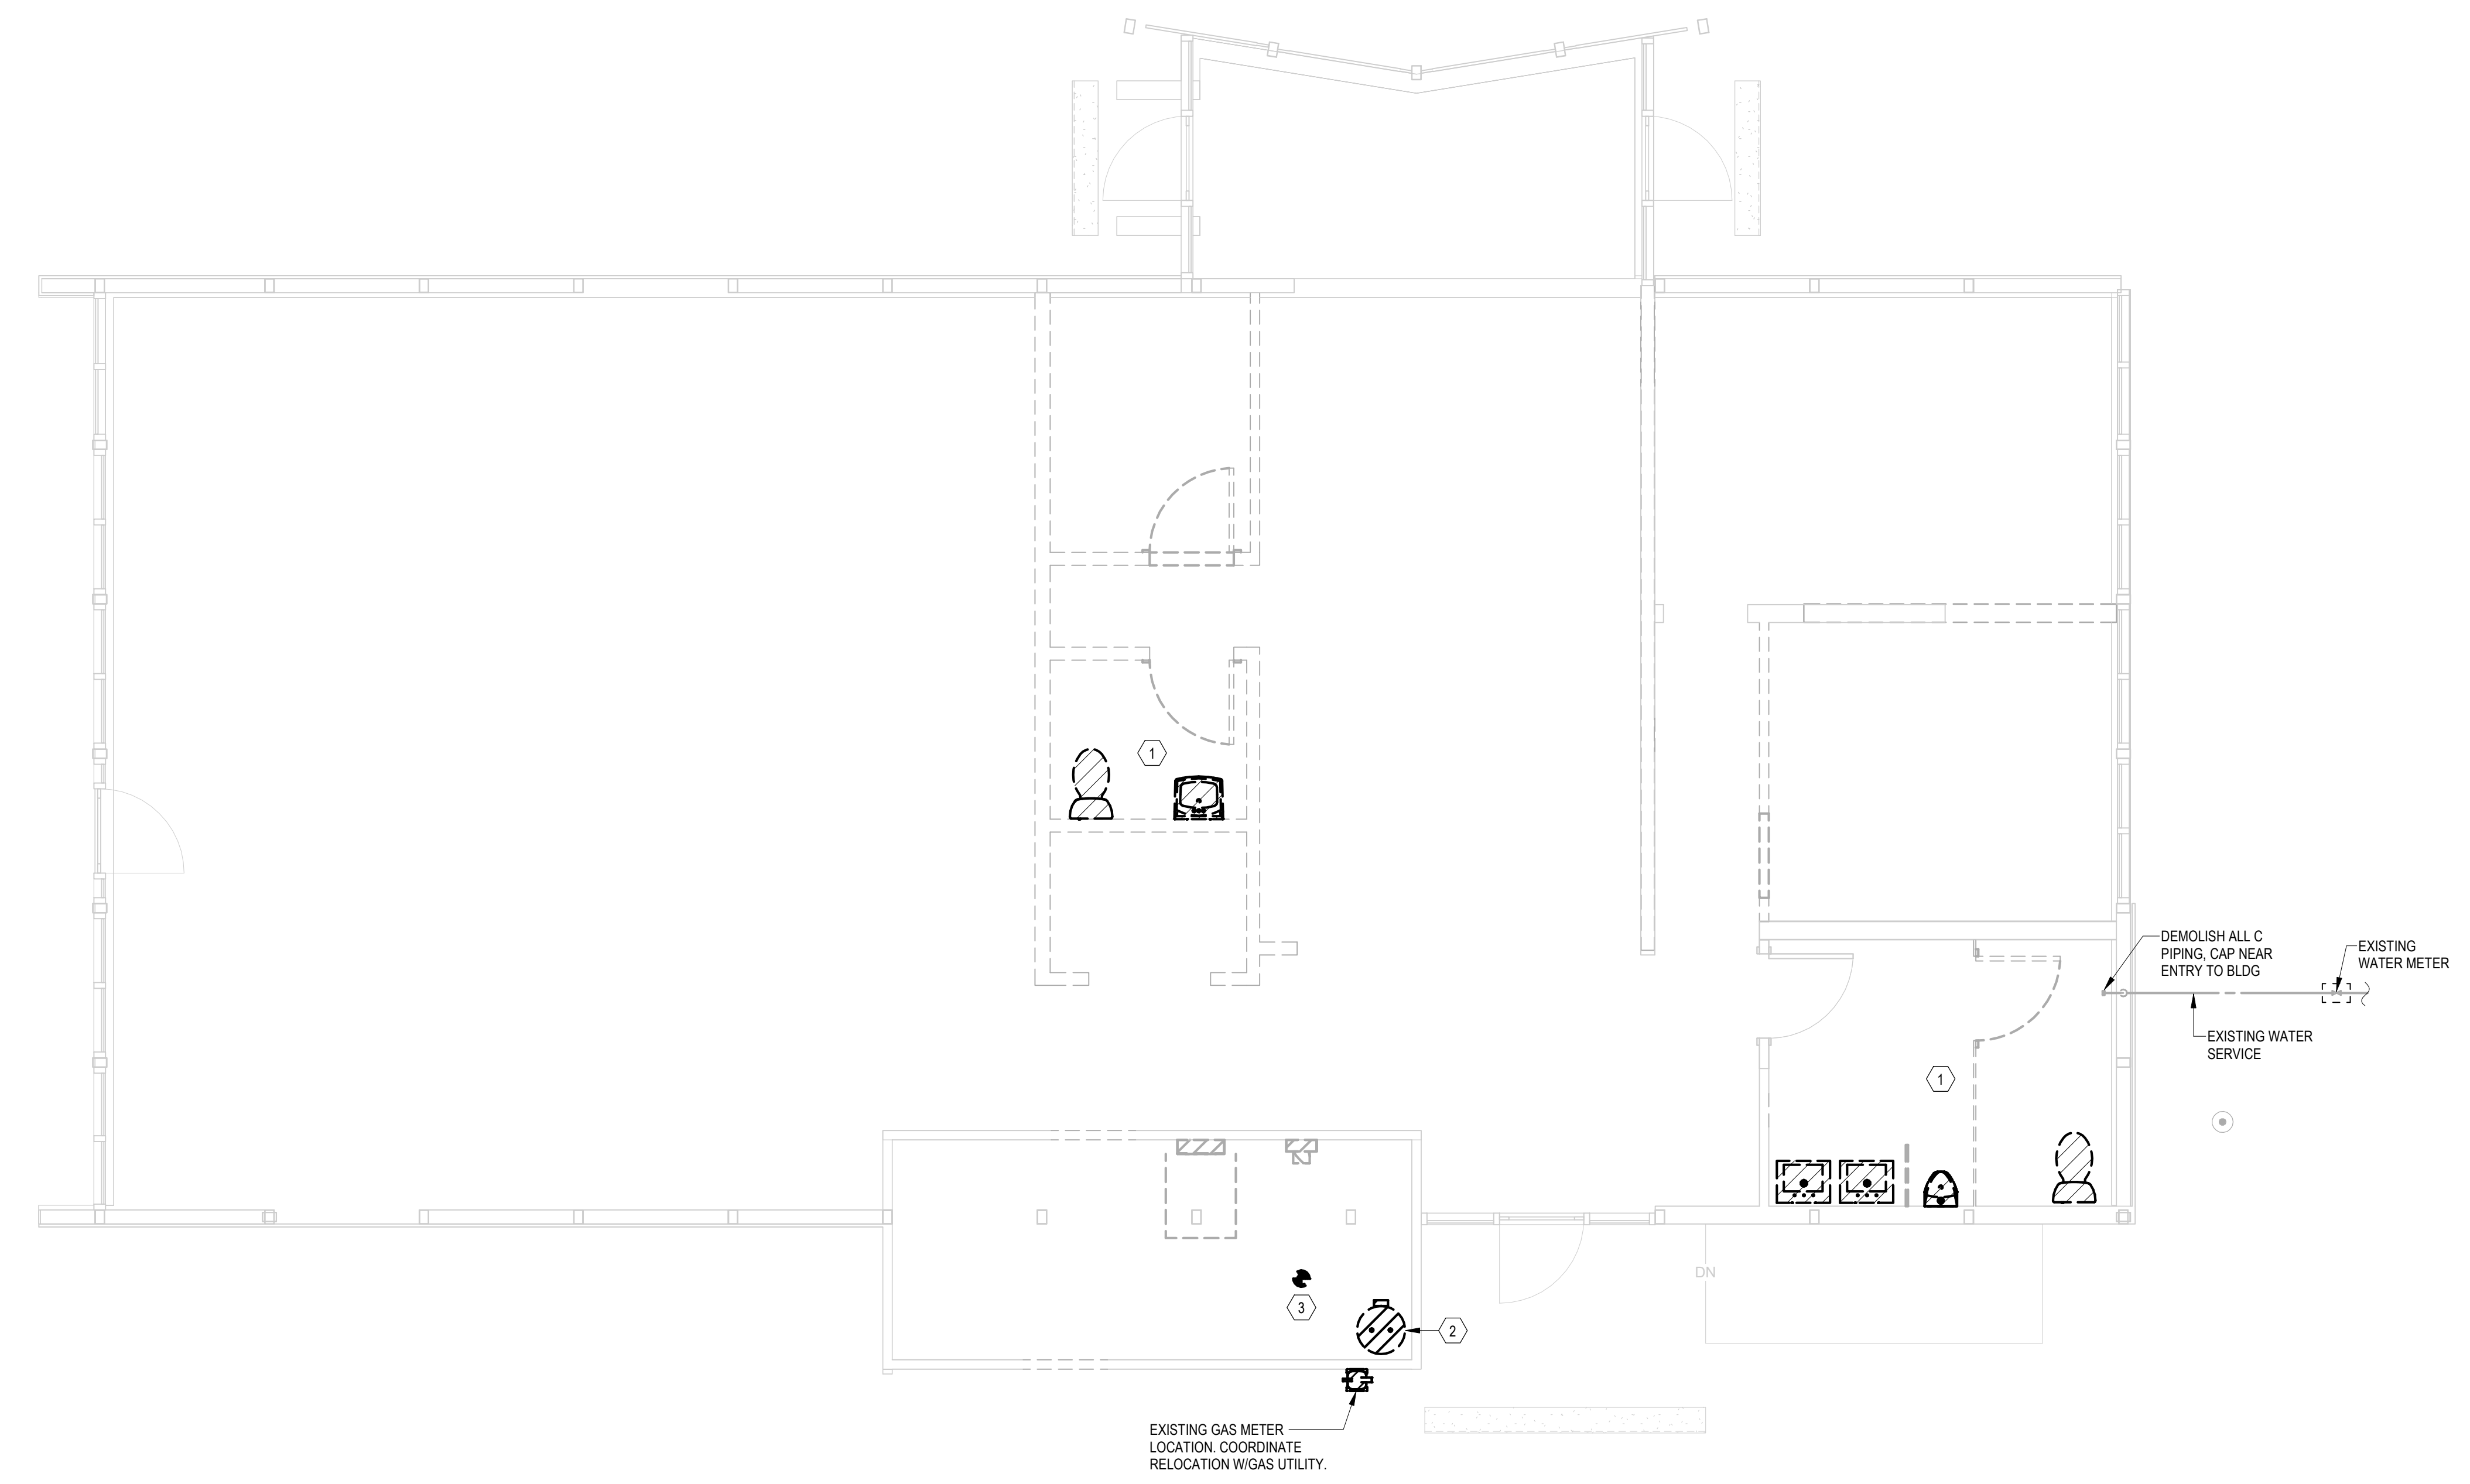 1
DEMOLISH ALL C
PIPING, CAP NEAR
ENTRY TO BLDG
EXISTING
WATER METER
EXISTING WATER
SERVICE
1
DN
3
2
EXISTING GAS METER
LOCATION. COORDINATE
RELOCATION W/GAS UTILITY.